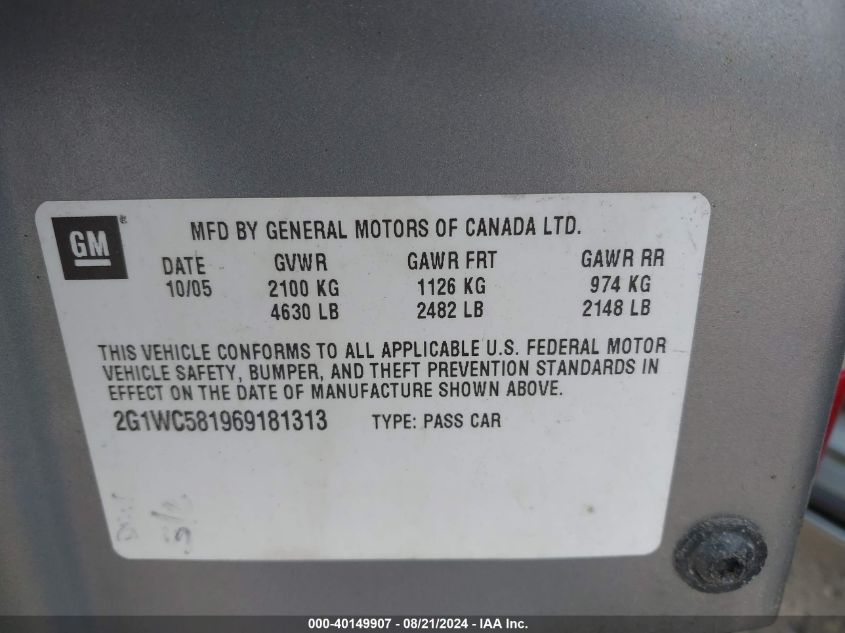 GM
MFD BY GENERAL MOTORS OF CANADA LTD.
DATE GVWR GAWR FRT GAWR RR
10/05 2100 KG 1126 KG 974 KG
4630 LB 2482 LB 2148 LB
THIS VEHICLE CONFORMS TO ALL APPLICABLE U.S. FEDERAL MOTOR
VEHICLE SAFETY, BUMPER, AND THEFT PREVENTION STANDARDS IN
EFFECT ON THE DATE OF MANUFACTURE SHOWN ABOVE.
2G1WC581969181313 TYPE: PASS CAR
000-40149907 - 08/21/2024 - IAA Inc.